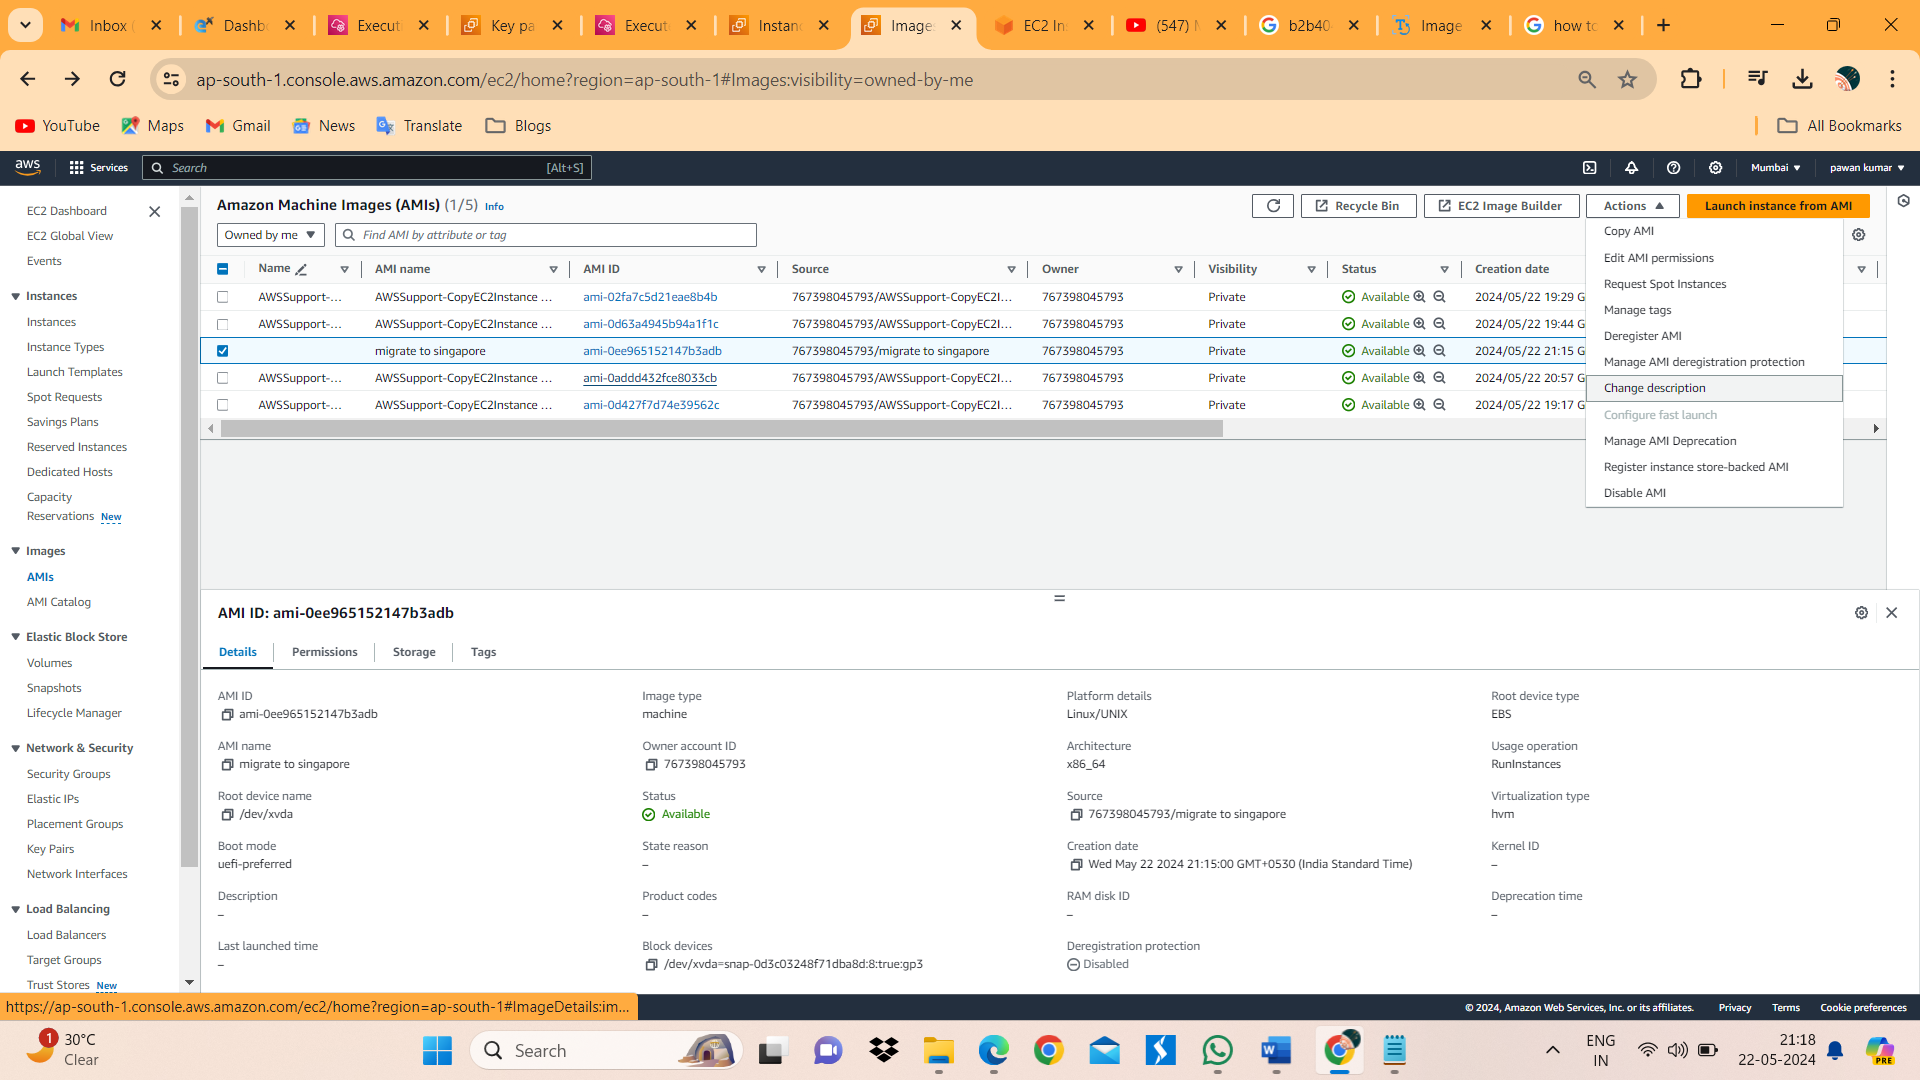 Inbox
Dashb
Executi
Key pa
Execute
Instanc
Images
EC2 In
(547) M
b2b40
Image
how to
ap-south-1.console.aws.amazon.com/ec2/home?region=ap-south-1#Images:visibility=owned-by-me
YouTube Maps Gmail News Translate Blogs All Bookmarks
aws Services Search [Alt+S] Mumbai pawan kumar
EC2 Dashboard
EC2 Global View
Events
Instances
Instances
Instance Types
Launch Templates
Spot Requests
Savings Plans
Reserved Instances
Dedicated Hosts
Capacity
Reservations New
Images
AMIs
AMI Catalog
Elastic Block Store
Volumes
Snapshots
Lifecycle Manager
Network & Security
Security Groups
Elastic IPs
Placement Groups
Key Pairs
Network Interfaces
Load Balancing
Load Balancers
Target Groups
Trust Stores New
Amazon Machine Images (AMIs) (1/5) Info
Recycle Bin EC2 Image Builder Actions Launch instance from AMI
Owned by me Find AMI by attribute or tag
Name AMI name AMI ID Source Owner Visibility Status Creation date
AWSSupport-... AWSSupport-CopyEC2Instance ... ami-02fa7c5d21eae8b4b 767398045793/AWSSupport-CopyEC2I... 767398045793 Private Available 2024/05/22 19:29 G
AWSSupport-... AWSSupport-CopyEC2Instance ... ami-0d63a4945b94a1f1c 767398045793/AWSSupport-CopyEC2I... 767398045793 Private Available 2024/05/22 19:44 G
migrate to singapore ami-0ee965152147b3adb 767398045793/migrate to singapore 767398045793 Private Available 2024/05/22 21:15 G
AWSSupport-... AWSSupport-CopyEC2Instance ... ami-0addd432fce8033cb 767398045793/AWSSupport-CopyEC2I... 767398045793 Private Available 2024/05/22 20:57 G
AWSSupport-... AWSSupport-CopyEC2Instance ... ami-0d427f7d74e39562c 767398045793/AWSSupport-CopyEC2I... 767398045793 Private Available 2024/05/22 19:17 G
Copy AMI
Edit AMI permissions
Request Spot Instances
Manage tags
Deregister AMI
Manage AMI deregistration protection
Change description
Configure fast launch
Manage AMI Deprecation
Register instance store-backed AMI
Disable AMI
AMI ID: ami-0ee965152147b3adb
Details Permissions Storage Tags
AMI ID Image type Platform details Root device type
ami-0ee965152147b3adb machine Linux/UNIX EBS
AMI name Owner account ID Architecture Usage operation
migrate to singapore 767398045793 x86_64 RunInstances
Root device name Status Source Virtualization type
/dev/xvda Available 767398045793/migrate to singapore hvm
Boot mode State reason Creation date Kernel ID
uefi-preferred – Wed May 22 2024 21:15:00 GMT+0530 (India Standard Time) –
Description Product codes RAM disk ID Deprecation time
– – – –
Last launched time Block devices Deregistration protection
– /dev/xvda=snap-0d3c03248f71dba8d:8:true:gp3 Disabled
https://ap-south-1.console.aws.amazon.com/ec2/home?region=ap-south-1#ImageDetails:im...
© 2024, Amazon Web Services, Inc. or its affiliates. Privacy Terms Cookie preferences
1
30°C
Clear
Search
ENG
IN
21:18
22-05-2024
PRE